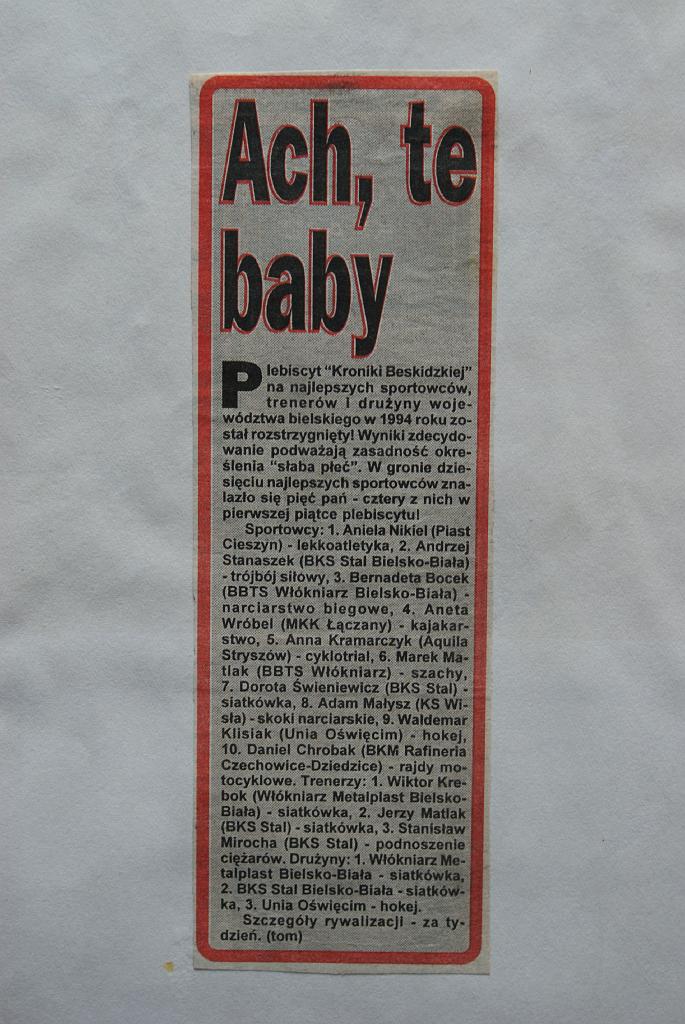 Ach, te
baby
Plebiscyt “Kroniki Beskidzkiej”
na najlepszych sportowców,
trenerów i drużyny woje-
wództwa bielskiego w 1994 roku zo-
stał rozstrzygnięty! Wyniki zdecydo-
wanie podważają zasadność okre-
ślenia “słaba płeć”. W gronie dzie-
sięciu najlepszych sportowców zna-
lazło się pięć pań - cztery z nich w
pierwszej piątce plebiscytu!
Sportowcy: 1. Aniela Nikiel (Piast
Cieszyn) - lekkoatletyka, 2. Andrzej
Stanaszek (BKS Stal Bielsko-Biała)
- trójbój siłowy, 3. Bernadeta Bocek
(BBTS Włókniarz Bielsko-Biała) -
narciarstwo biegowe, 4. Aneta
Wróbel (MKK Łączany) - kajakar-
stwo, 5. Anna Kramarczyk (Aquila
Stryszów) - cyklotrial, 6. Marek Ma-
tlak (BBTS Włókniarz) - szachy,
7. Dorota Świeniewicz (BKS Stal) -
siatkówka, 8. Adam Małysz (KS Wi-
sła) - skoki narciarskie, 9. Waldemar
Klisiak (Unia Oświęcim) - hokej,
10. Daniel Chrobak (BKM Rafineria
Czechowice-Dziedzice) - rajdy mo-
tocyklowe. Trenerzy: 1. Wiktor Kre-
bok (Włókniarz Metalplast Bielsko-
Biała) - siatkówka, 2. Jerzy Matlak
(BKS Stal) - siatkówka, 3. Stanisław
Mirocha (BKS Stal) - podnoszenie
ciężarów. Drużyny: 1. Włókniarz Me-
talplast Bielsko-Biała - siatkówka,
2. BKS Stal Bielsko-Biała - siatków-
ka, 3. Unia Oświęcim - hokej.
Szczegóły rywalizacji - za ty-
dzień. (tom)